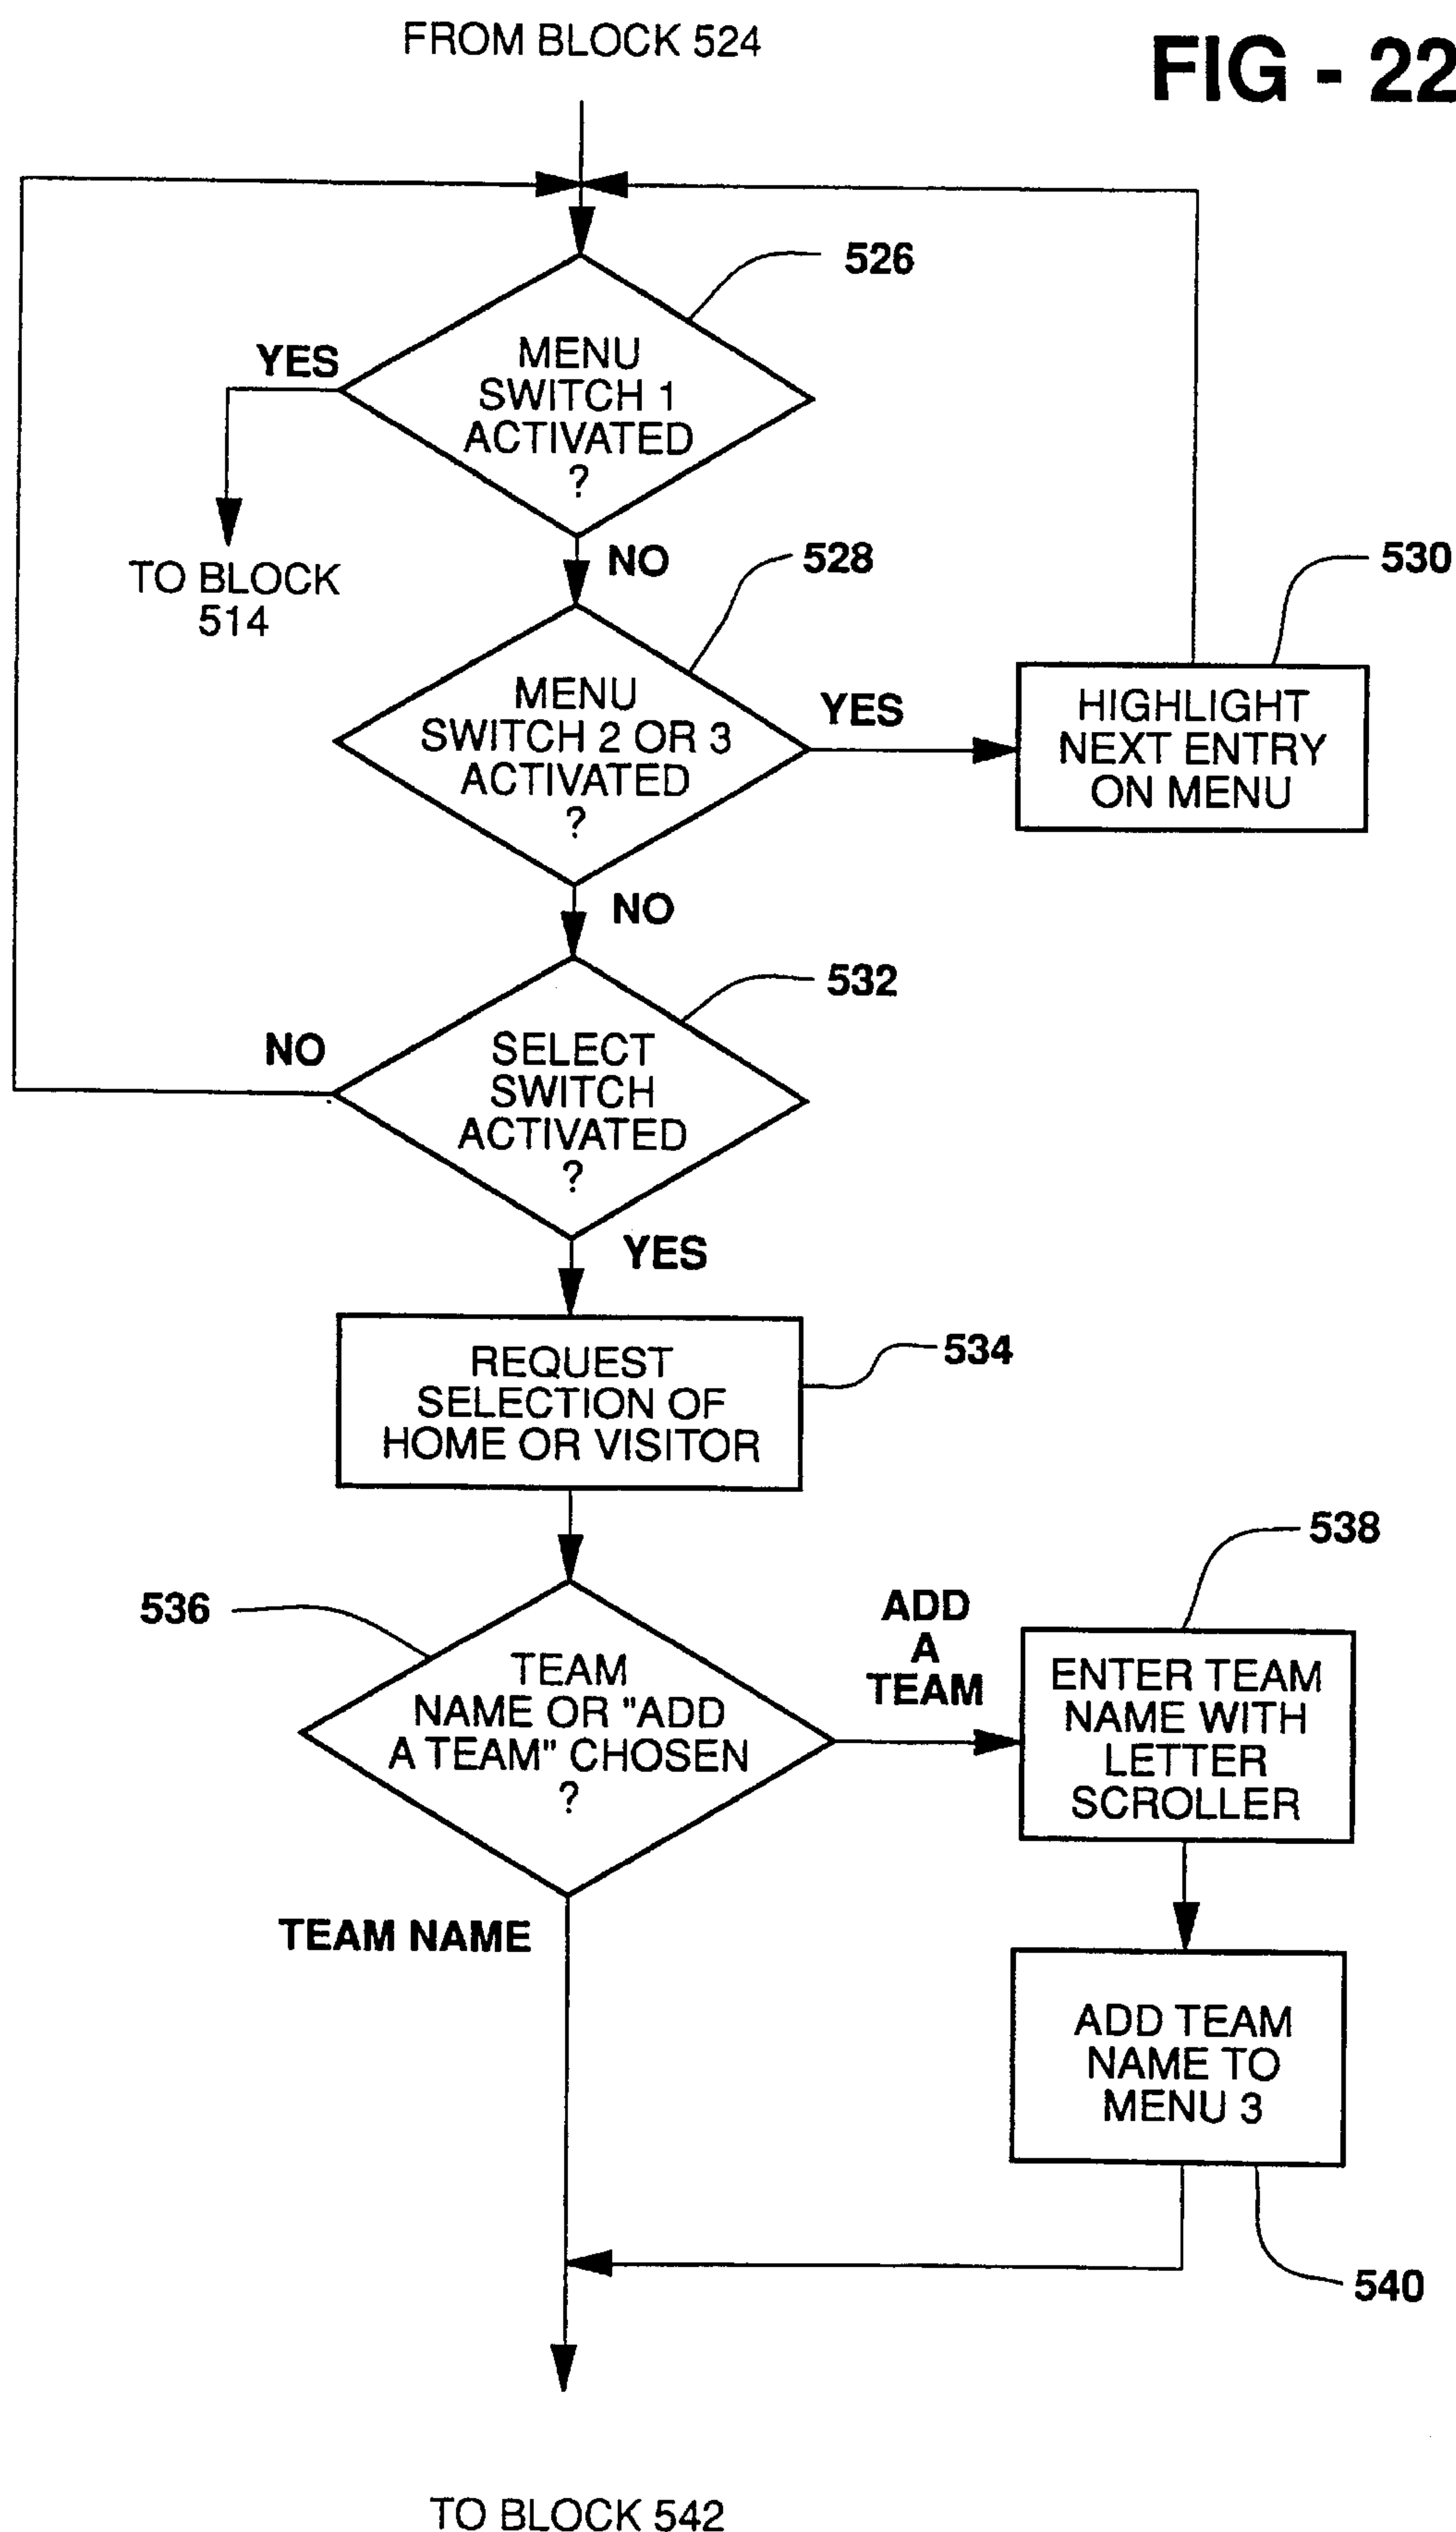 FROM BLOCK 524
FIG - 22
526
YES
MENU
SWITCH 1
ACTIVATED
?
TO BLOCK
514
NO
528
530
MENU
SWITCH 2 OR 3
ACTIVATED
?
YES
HIGHLIGHT
NEXT ENTRY
ON MENU
NO
532
NO
SELECT
SWITCH
ACTIVATED
?
YES
534
REQUEST
SELECTION OF
HOME OR VISITOR
538
536
TEAM
NAME OR "ADD
A TEAM" CHOSEN
?
ADD
A
TEAM
ENTER TEAM
NAME WITH
LETTER
SCROLLER
TEAM NAME
ADD TEAM
NAME TO
MENU 3
540
TO BLOCK 542